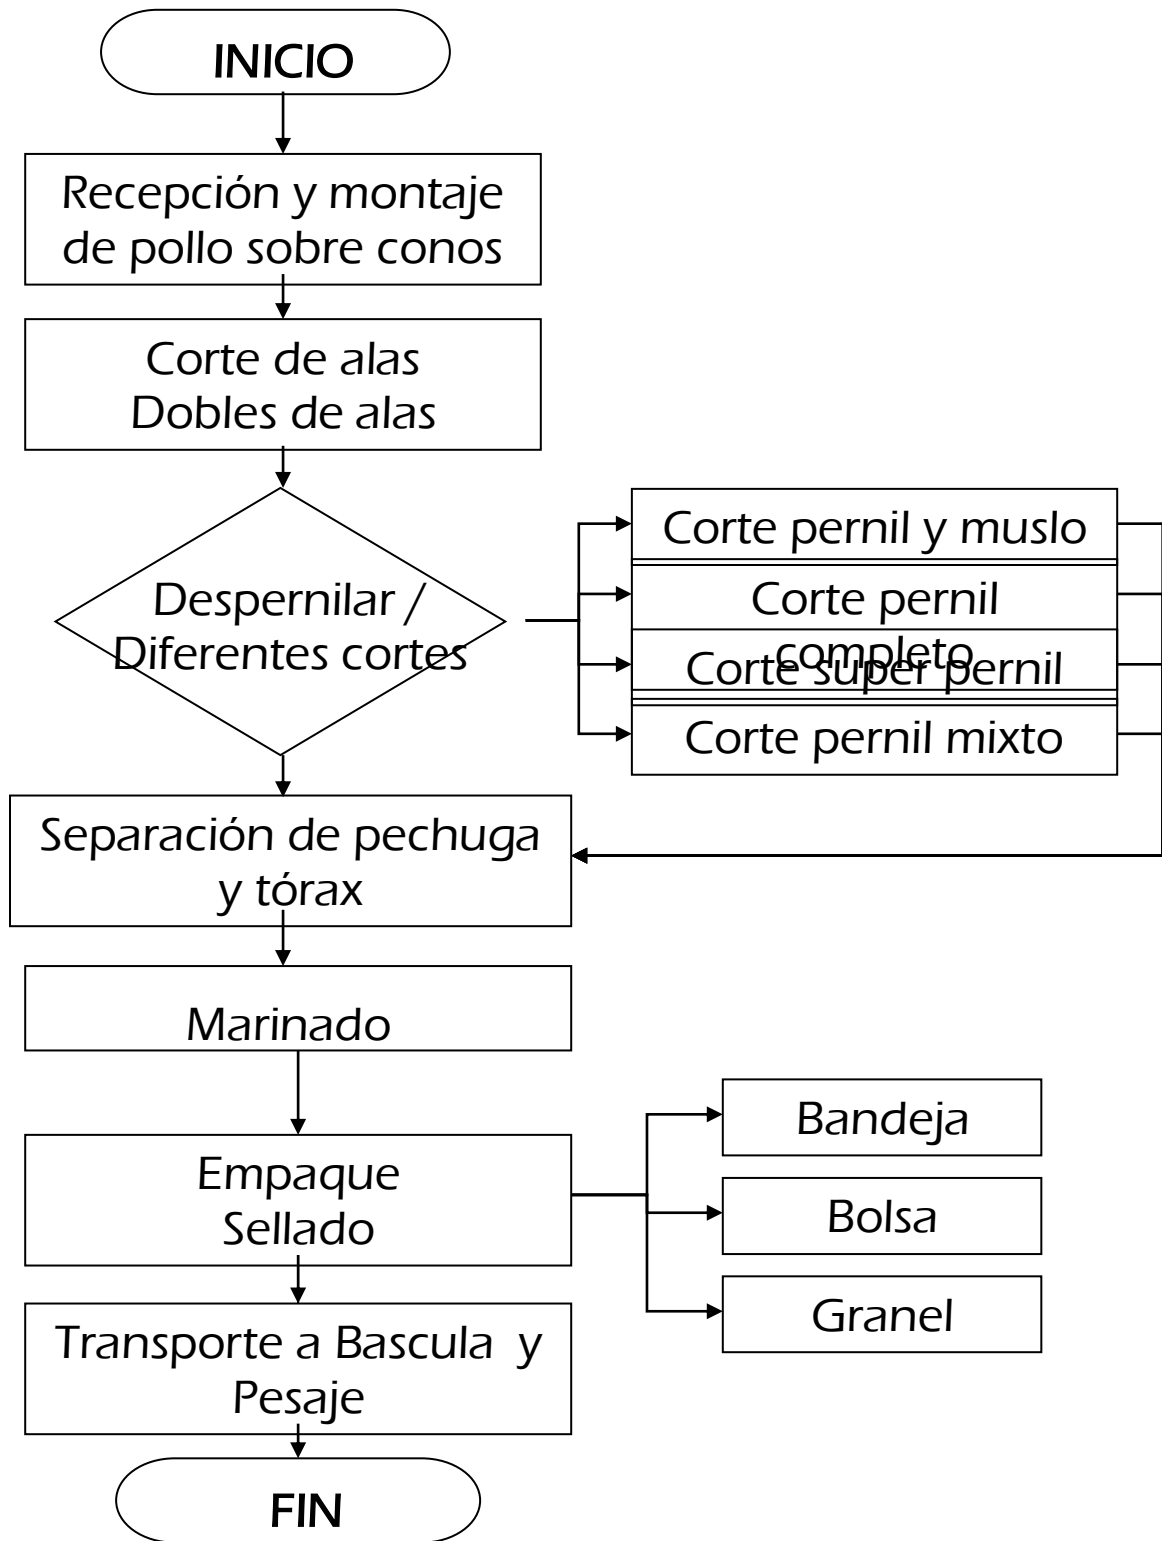 INICIO
Recepción y montaje
de pollo sobre conos
Corte de alas
Dobles de alas
Despernilar /
Diferentes cortes
Corte pernil y muslo
Corte pernil
completo
Corte super pernil
Corte pernil mixto
Separación de pechuga
y tórax
Marinado
Empaque
Sellado
Bandeja
Bolsa
Granel
Transporte a Bascula y
Pesaje
FIN